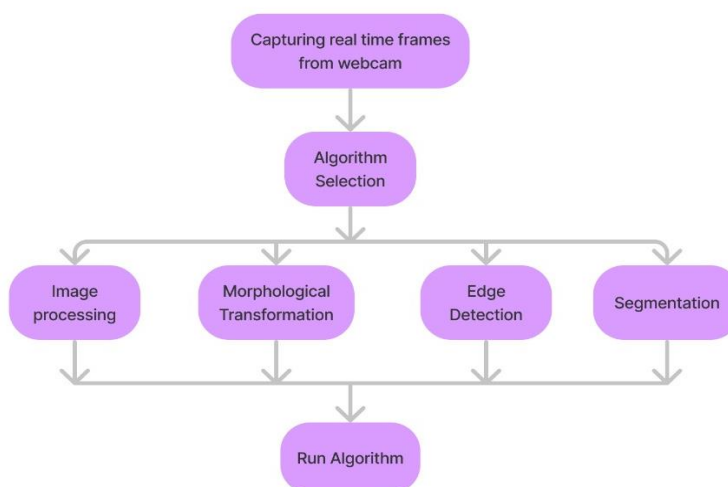 Capturing real time frames
from webcam
Algorithm
Selection
Image
processing
Morphological
Transformation
Edge
Detection
Segmentation
Run Algorithm